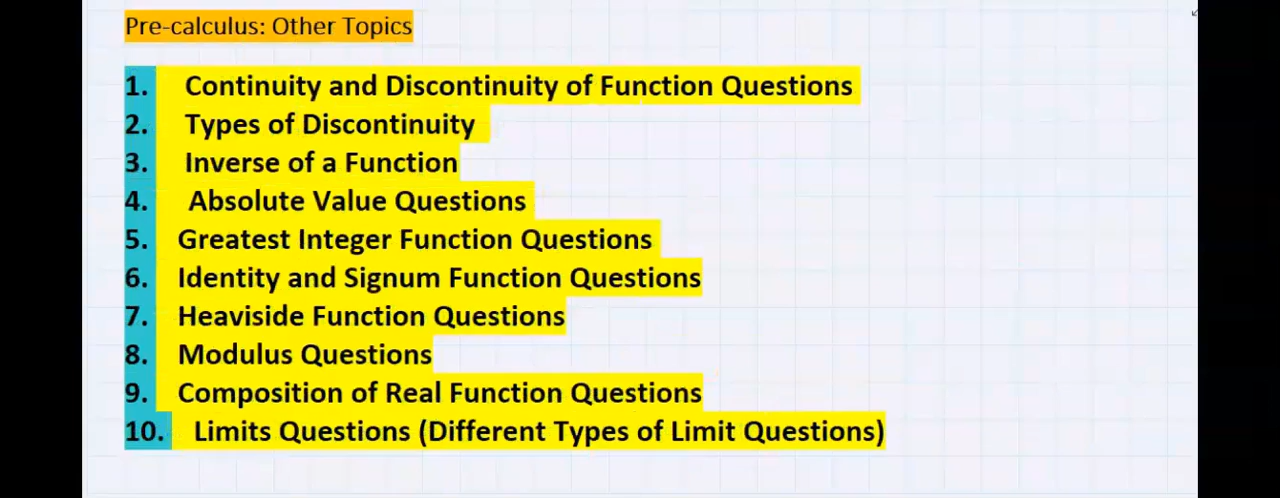 Pre-calculus: Other Topics
1. Continuity and Discontinuity of Function Questions
2. Types of Discontinuity
3. Inverse of a Function
4. Absolute Value Questions
5. Greatest Integer Function Questions
6. Identity and Signum Function Questions
7. Heaviside Function Questions
8. Modulus Questions
9. Composition of Real Function Questions
10. Limits Questions (Different Types of Limit Questions)